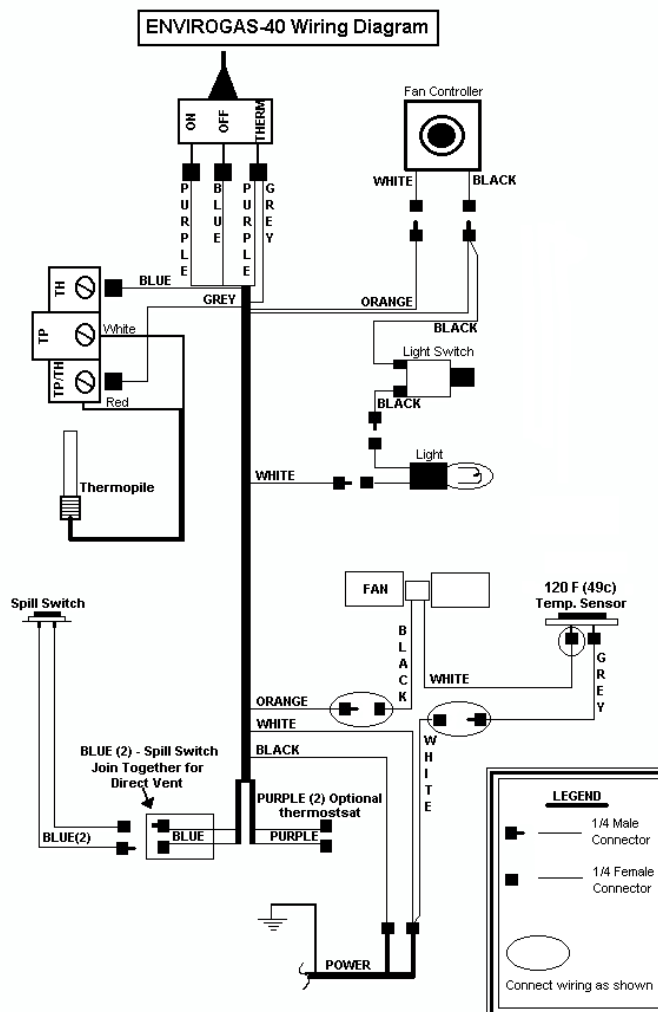 ENVIROGAS-40 Wiring Diagram
ON
OFF
THERM
Fan Controller
PURPLE
BLUE
PURPLE
GREY
WHITE
BLACK
TH
BLUE
GREY
ORANGE
BLACK
TP
White
TP/TH
Red
Light Switch
BLACK
Light
WHITE
Thermopile
FAN
120 F (49c)
Temp. Sensor
Spill Switch
BLACK
WHITE
GREY
ORANGE
WHITE
BLACK
WHITE
BLUE (2) - Spill Switch
Join Together for
Direct Vent
PURPLE (2) Optional
thermostsat
BLUE(2)
BLUE
PURPLE
POWER
LEGEND
1/4 Male
Connector
1/4 Female
Connector
Connect wiring as shown